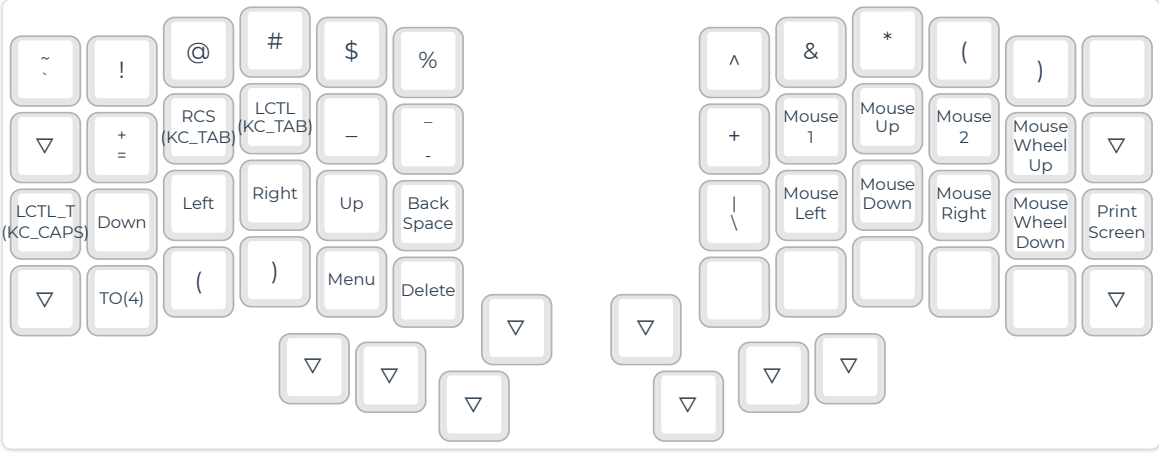 ~
`
!
@
#
$
%
^
&
*
(
)
▽
+
=
RCS
(KC_TAB)
LCTL
(KC_TAB)
_
_
-
+
Mouse
1
Mouse
Up
Mouse
2
Mouse
Wheel
Up
▽
LCTL_T
(KC_CAPS)
Down
Left
Right
Up
Back
Space
|
\
Mouse
Left
Mouse
Down
Mouse
Right
Mouse
Wheel
Down
Print
Screen
▽
TO(4)
(
)
Menu
Delete
▽
▽
▽
▽
▽
▽
▽
▽
▽